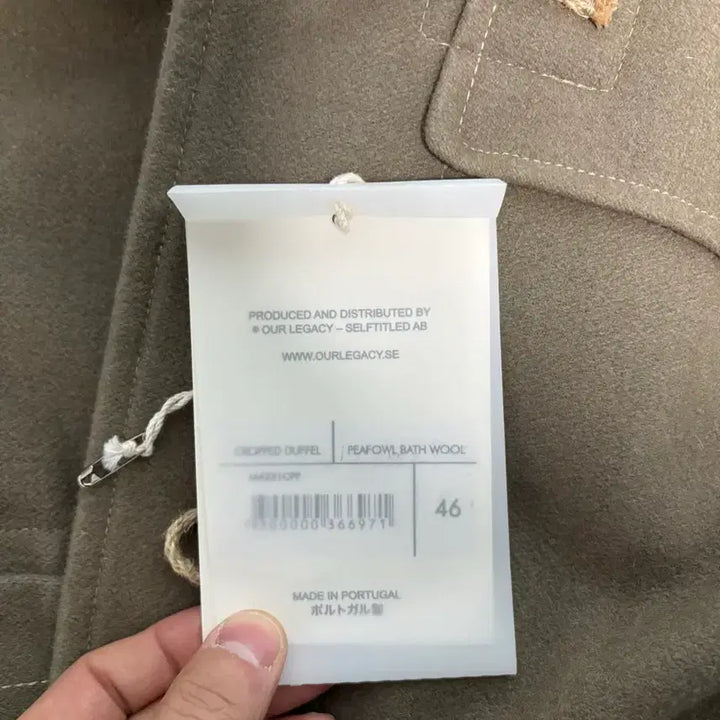 PRODUCED AND DISTRIBUTED BY
® OUR LEGACY – SELFTITLED AB
WWW.OURLEGACY.SE
CROPPED DUFFEL
PEAFOWL BATH WOOL
366971
46
MADE IN PORTUGAL
ポルトガル製